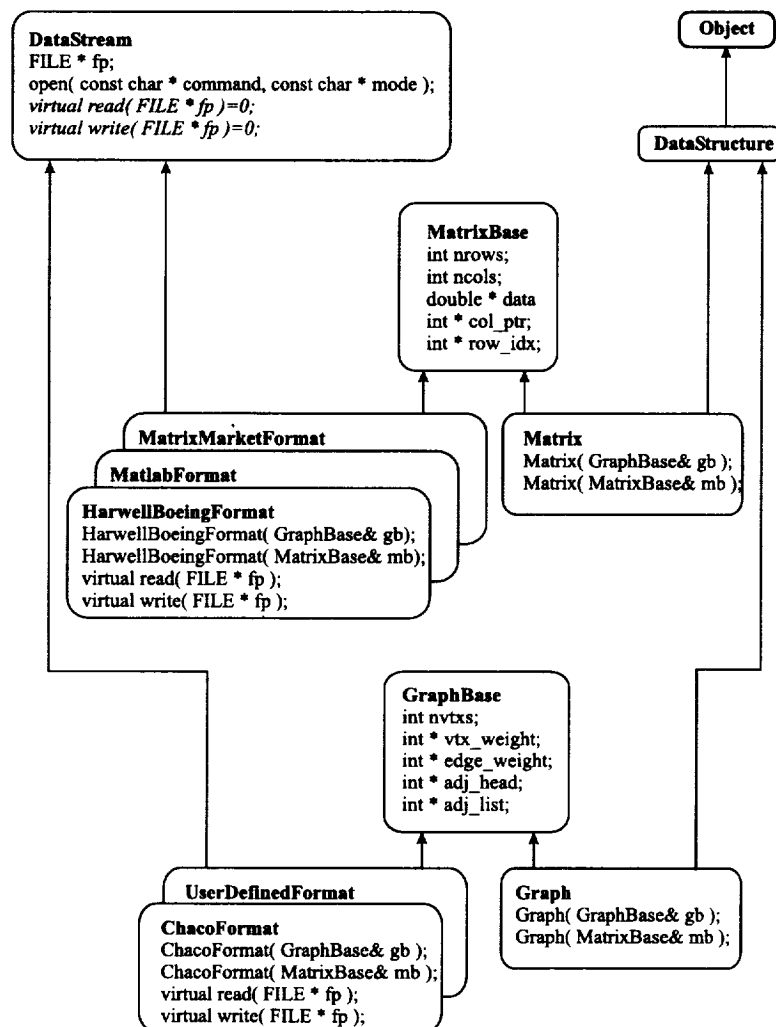 DataStream
FILE * fp;
open( const char * command, const char * mode );
virtual read( FILE * fp )=0;
virtual write( FILE * fp )=0;
Object
DataStructure
MatrixBase
int nrows;
int ncols;
double * data
int * col_ptr;
int * row_idx;
MatrixMarketFormat
MatlabFormat
HarwellBoeingFormat
HarwellBoeingFormat( GraphBase& gb);
HarwellBoeingFormat( MatrixBase& mb);
virtual read( FILE * fp );
virtual write( FILE * fp );
Matrix
Matrix( GraphBase& gb );
Matrix( MatrixBase& mb );
GraphBase
int nvtxs;
int * vtx_weight;
int * edge_weight;
int * adj_head;
int * adj_list;
UserDefinedFormat
ChacoFormat
ChacoFormat( GraphBase& gb );
ChacoFormat( MatrixBase& mb );
virtual read( FILE * fp );
virtual write( FILE * fp );
Graph
Graph( GraphBase& gb );
Graph( MatrixBase& mb );